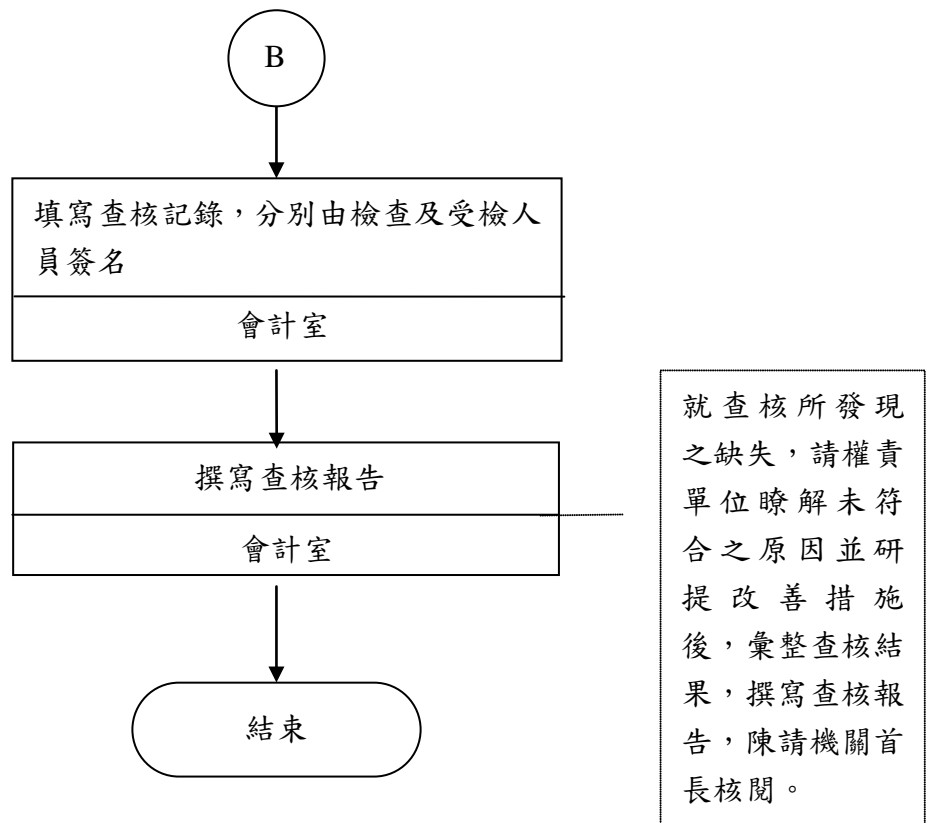 B
填寫查核記錄，分別由檢查及受檢人
員簽名
會計室
撰寫查核報告
會計室
結束
就查核所發現
之缺失，請權責
單位瞭解未符
合之原因並研
提改善措施
後，彙整查核結
果，撰寫查核報
告，陳請機關首
長核閱。